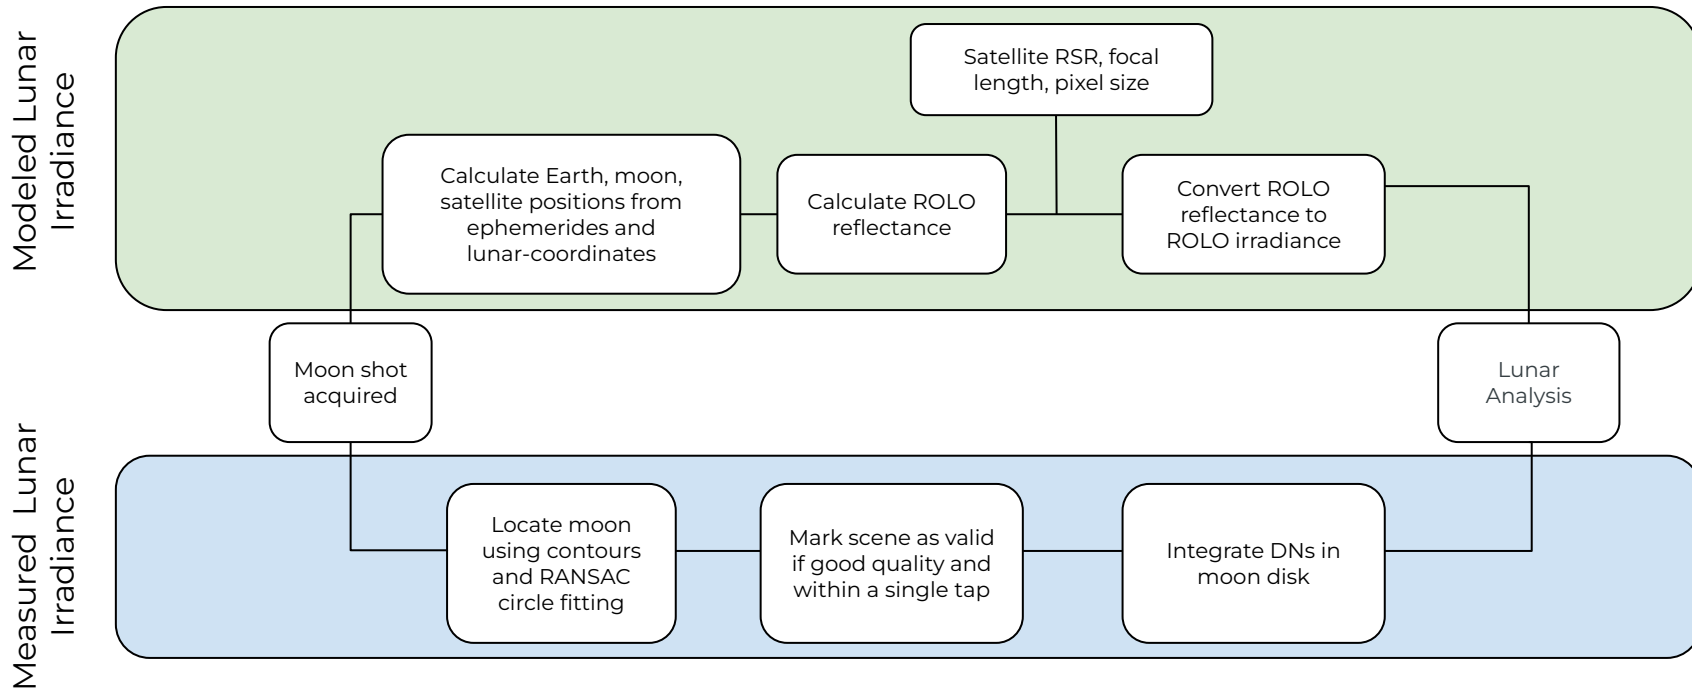 Modeled Lunar
Irradiance
Satellite RSR, focal
length, pixel size
Calculate Earth, moon,
satellite positions from
ephemerides and
lunar-coordinates
Calculate ROLO
reflectance
Convert ROLO
reflectance to
ROLO irradiance
Moon shot
acquired
Lunar
Analysis
Measured Lunar
Irradiance
Locate moon
using contours
and RANSAC
circle fitting
Mark scene as valid
if good quality and
within a single tap
Integrate DNs in
moon disk